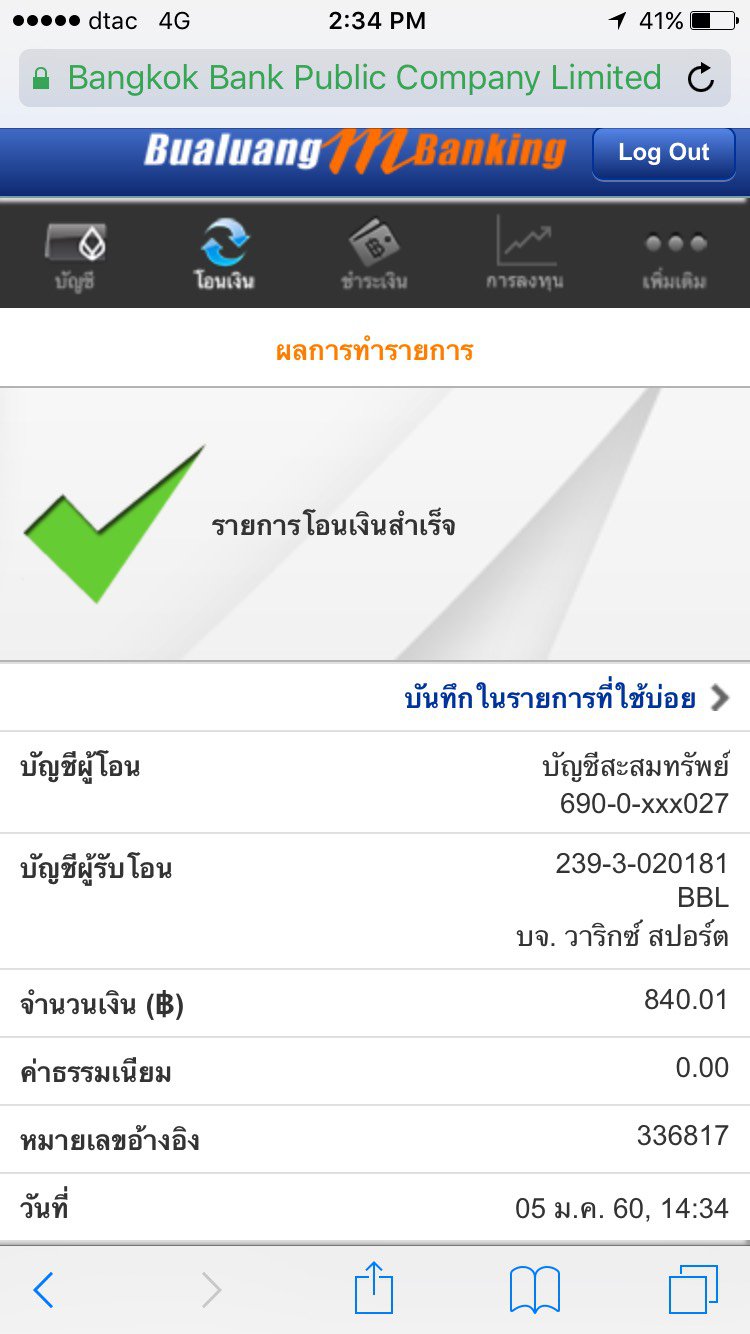 dtac 4G 2:34 PM 41%
Bangkok Bank Public Company Limited
Bualuang mBanking Log Out
บัญชี โอนเงิน ชำระเงิน การลงทุน เพิ่มเติม
ผลการทำรายการ
รายการโอนเงินสำเร็จ
บันทึกในรายการที่ใช้บ่อย
บัญชีผู้โอน บัญชีสะสมทรัพย์
690-0-xxx027
บัญชีผู้รับโอน 239-3-020181
BBL
บจ. วาริกซ์ สปอร์ต
จำนวนเงิน (฿) 840.01
ค่าธรรมเนียม 0.00
หมายเลขอ้างอิง 336817
วันที่ 05 ม.ค. 60, 14:34